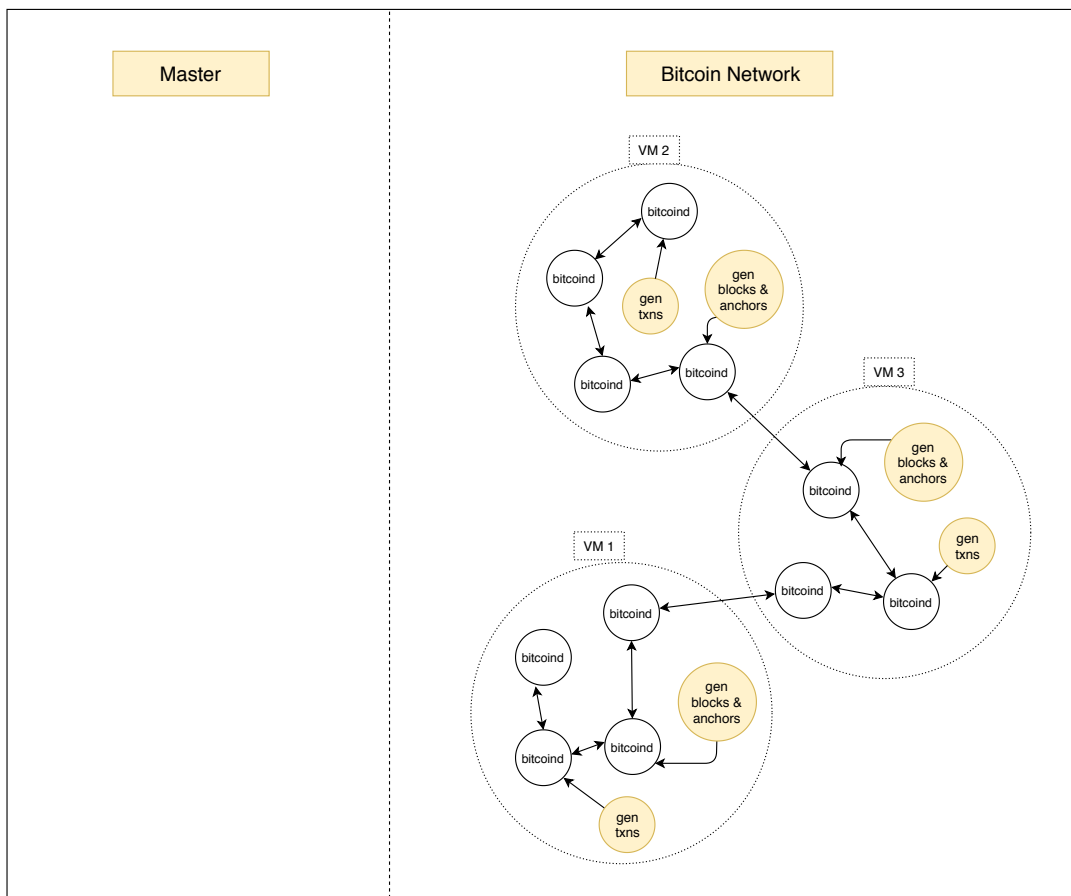 Master
Bitcoin Network
VM 2
bitcoind
bitcoind
gen
txns
gen
blocks &
anchors
bitcoind
bitcoind
VM 3
gen
blocks &
anchors
bitcoind
gen
txns
bitcoind
bitcoind
VM 1
bitcoind
bitcoind
gen
blocks &
anchors
bitcoind
bitcoind
gen
txns